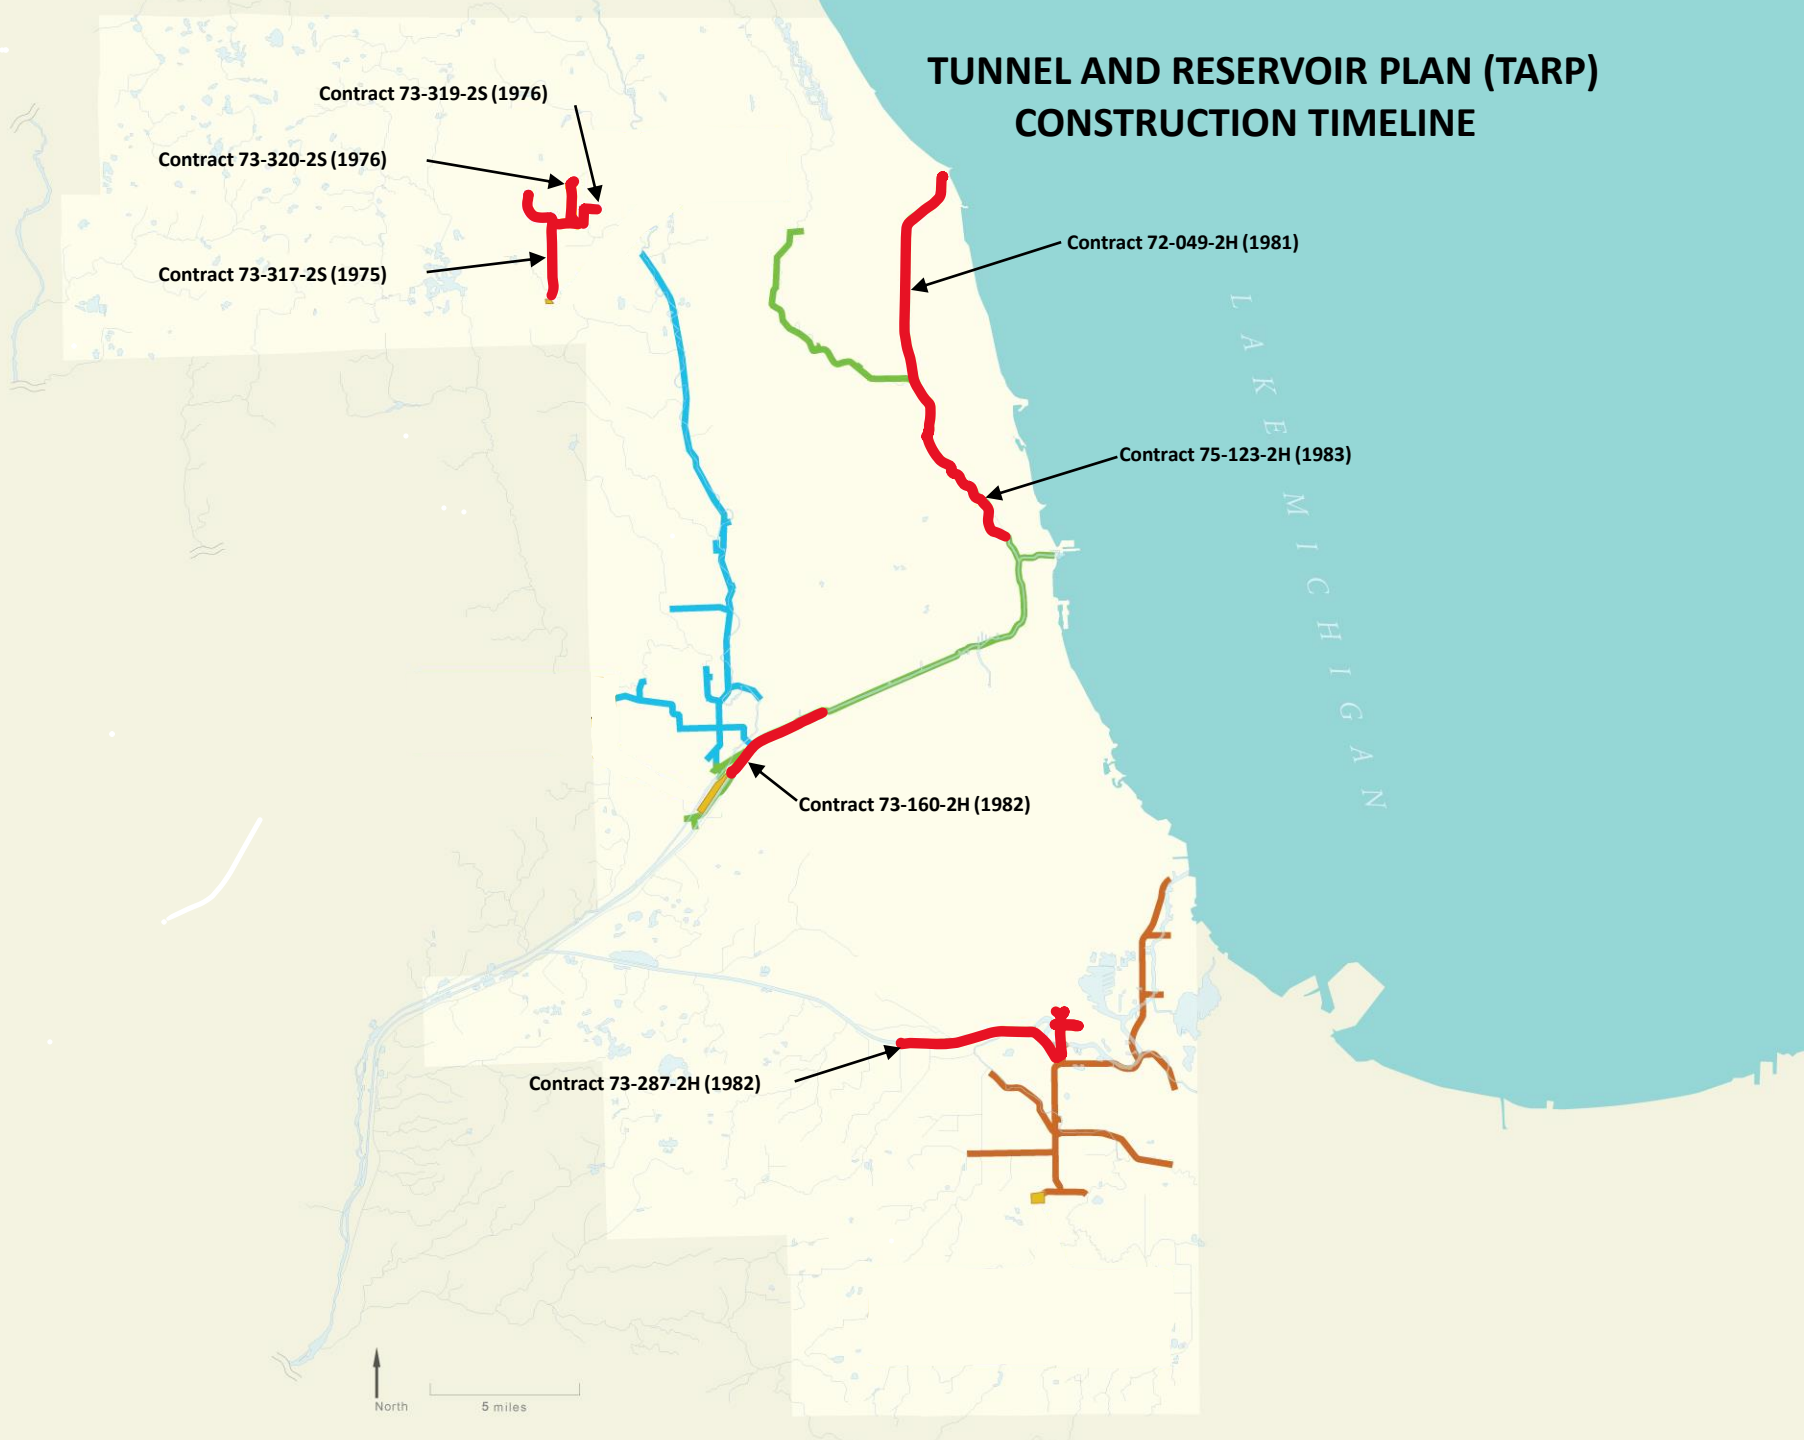 TUNNEL AND RESERVOIR PLAN (TARP)
CONSTRUCTION TIMELINE
Contract 73-319-2S (1976)
Contract 73-320-2S (1976)
Contract 73-317-2S (1975)
Contract 72-049-2H (1981)
Contract 75-123-2H (1983)
LAKE MICHIGAN
Contract 73-160-2H (1982)
Contract 73-287-2H (1982)
North
5 miles